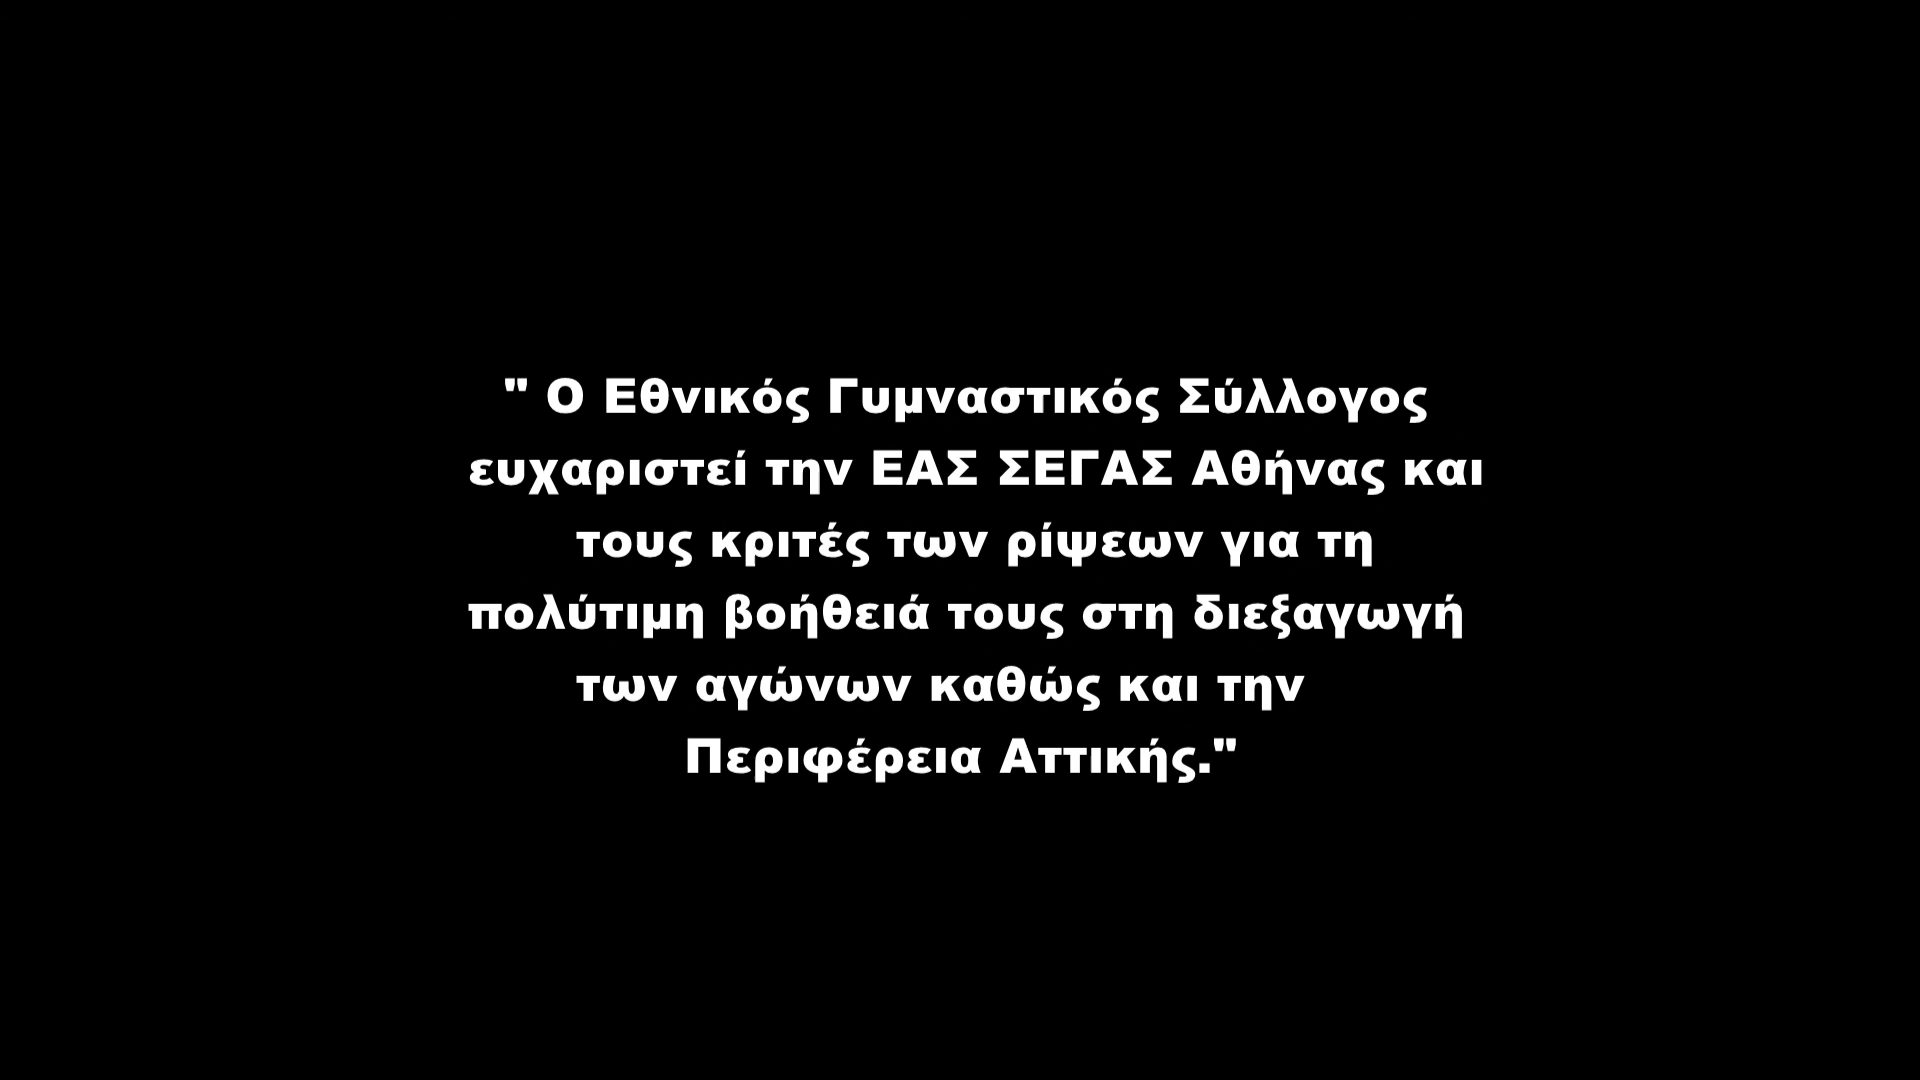 " Ο Εθνικός Γυμναστικός Σύλλογος
ευχαριστεί την ΕΑΣ ΣΕΓΑΣ Αθήνας και
τους κριτές των ρίψεων για τη
πολύτιμη βοήθειά τους στη διεξαγωγή
των αγώνων καθώς και την
Περιφέρεια Αττικής."